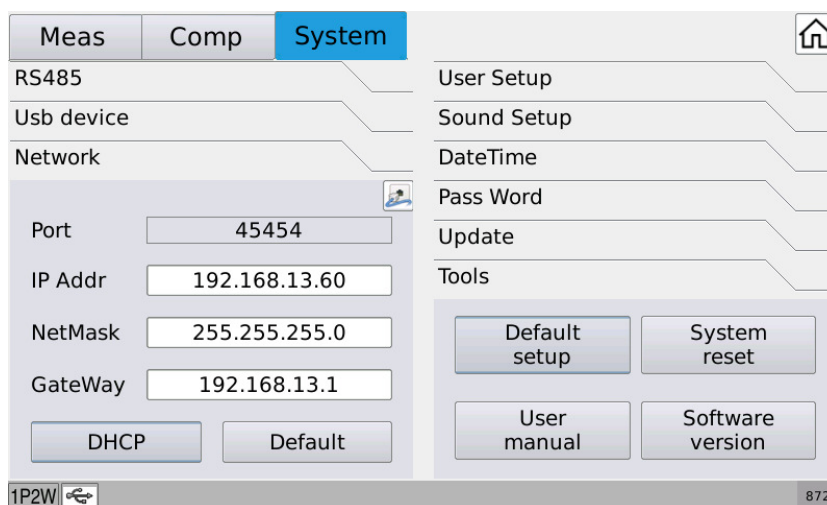 Meas Comp System
RS485
Usb device
Network
Port 45454
IP Addr 192.168.13.60
NetMask 255.255.255.0
GateWay 192.168.13.1
DHCP Default
User Setup
Sound Setup
DateTime
Pass Word
Update
Tools
Default
setup
System
reset
User
manual
Software
version
1P2W
872